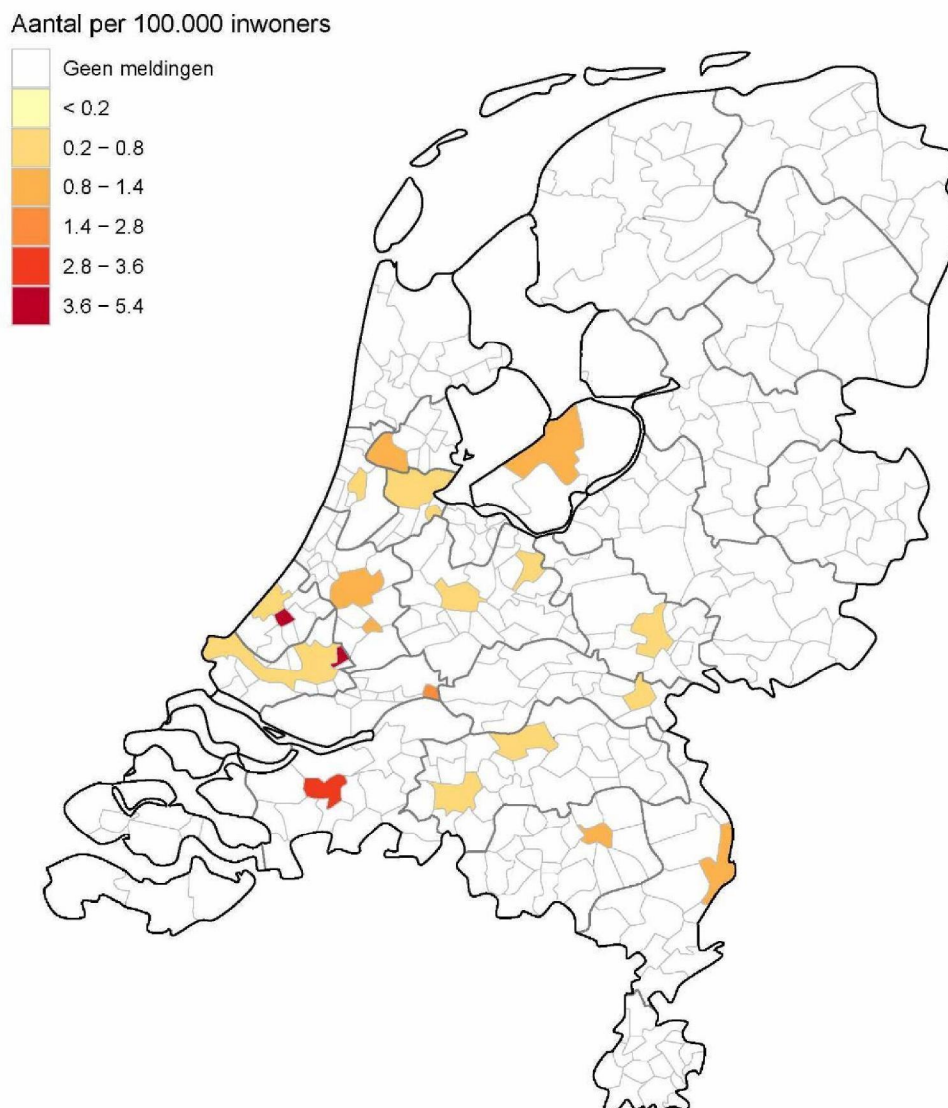 Aantal per 100.000 inwoners
Geen meldingen
< 0.2
0.2 – 0.8
0.8 – 1.4
1.4 – 2.8
2.8 – 3.6
3.6 – 5.4